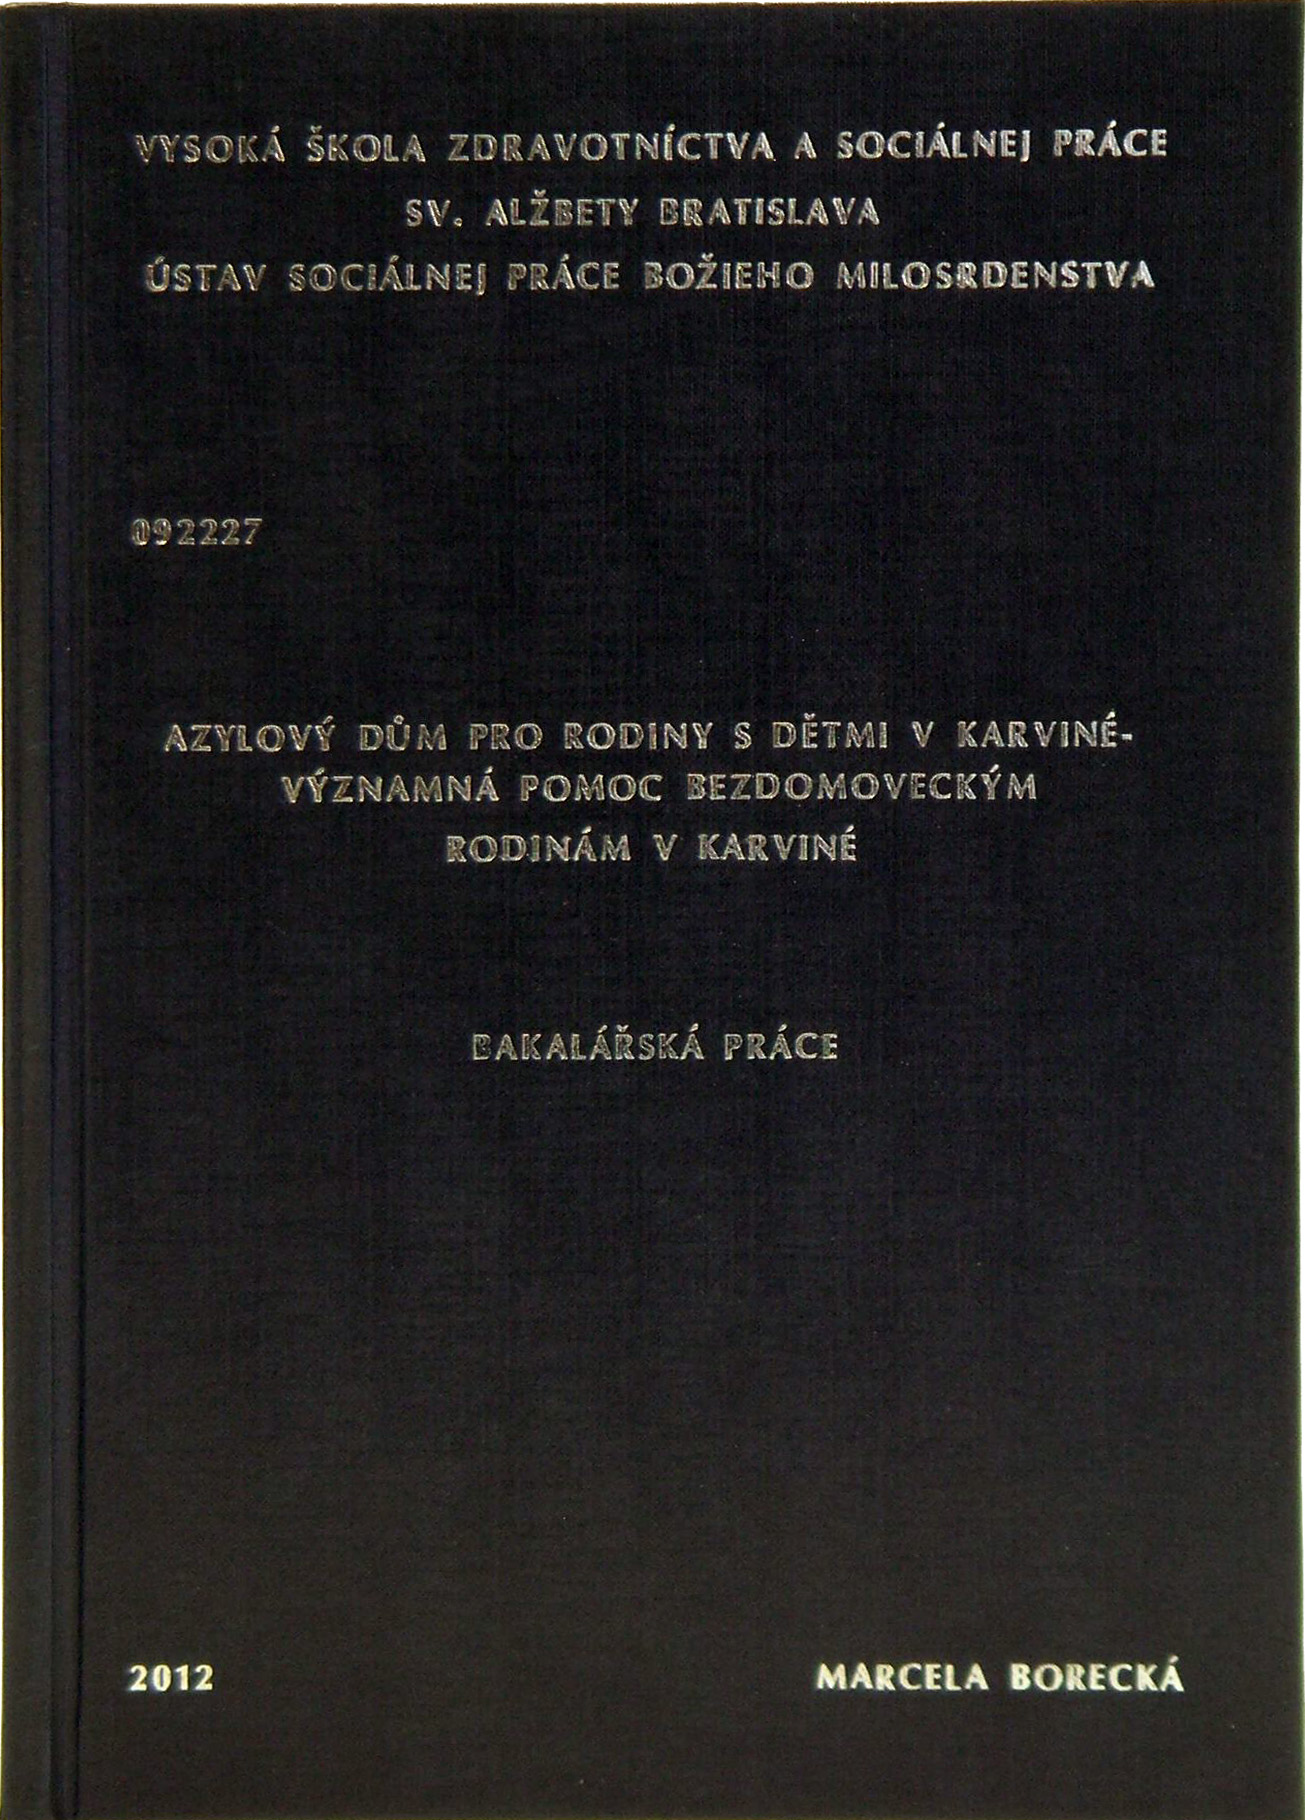 VYSOKÁ ŠKOLA ZDRAVOTNÍCTVA A SOCIÁLNEJ PRÁCE
SV. ALŽBETY BRATISLAVA
ÚSTAV SOCIÁLNEJ PRÁCE BOŽIEHO MILOSRDENSTVA
092227
AZYLOVÝ DŮM PRO RODINY S DĚTMI V KARVINÉ-
VÝZNAMNÁ POMOC BEZDOMOVECKÝM
RODINÁM V KARVINÉ
BAKALÁŘSKÁ PRÁCE
2012 MARCELA BORECKÁ